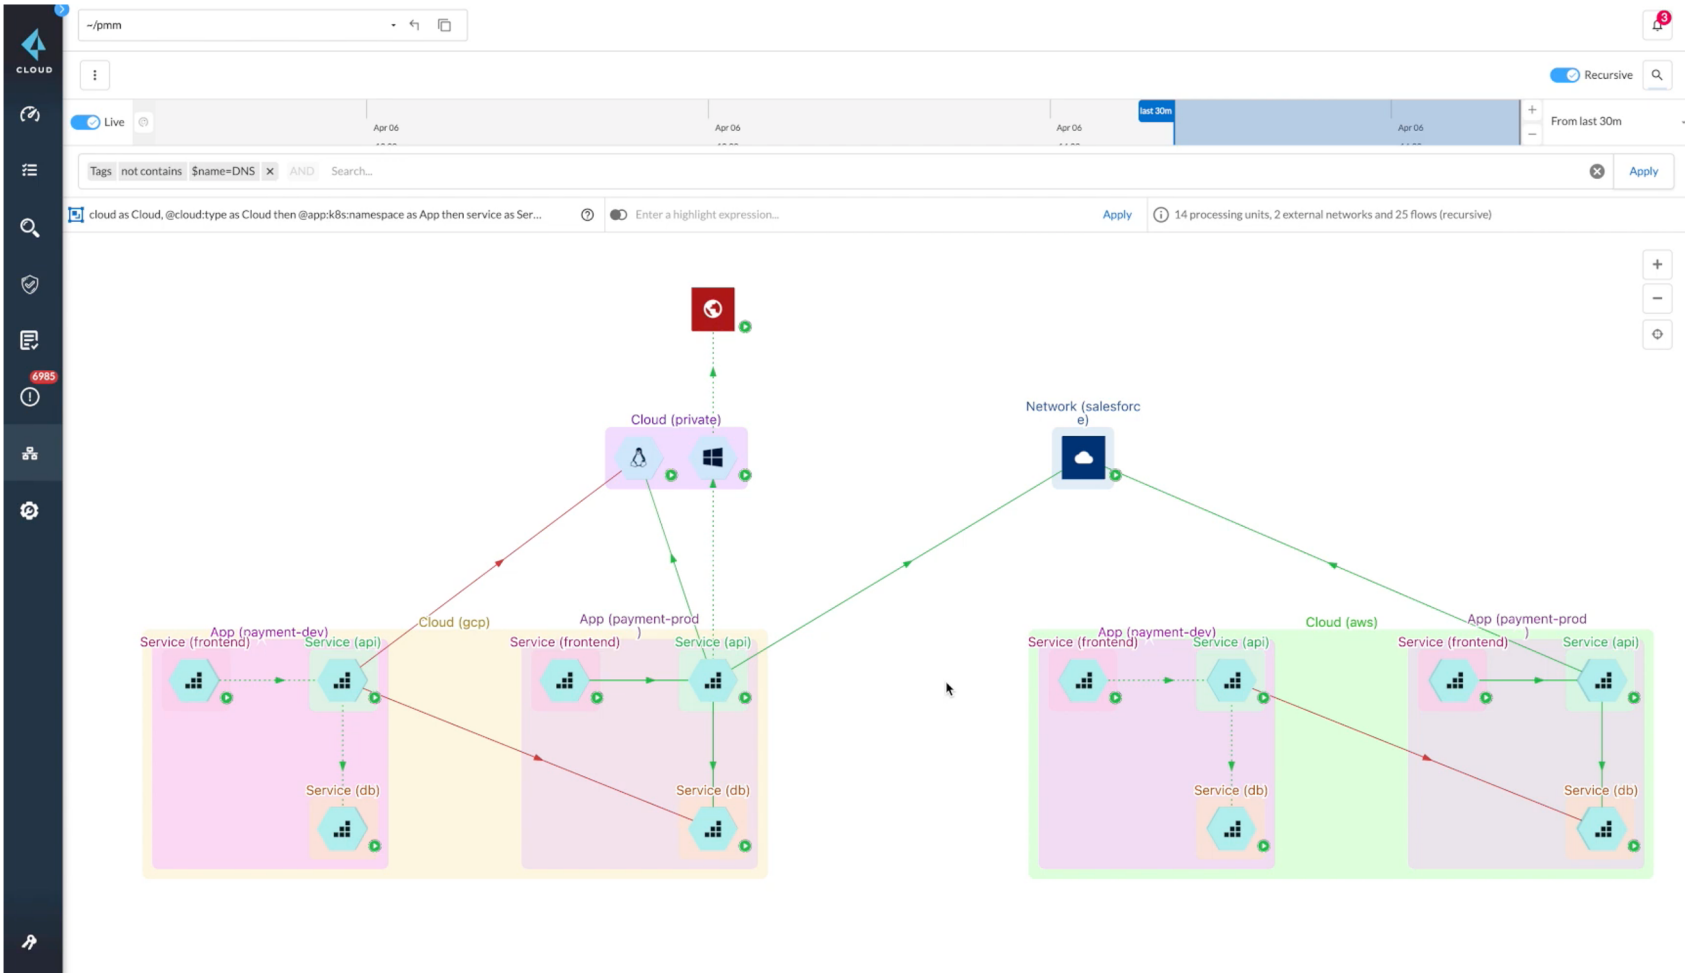 ~/pmm
3
CLOUD
Recursive
Live
last 30m
Apr 06
Apr 06
Apr 06
Apr 06
From last 30m
Tags not contains $name=DNS × AND Search...
Apply
cloud as Cloud, @cloud:type as Cloud then @app:k8s:namespace as App then service as Ser...
Enter a highlight expression...
Apply
14 processing units, 2 external networks and 25 flows (recursive)
6985
Cloud (private)
Network (salesforc
e)
Cloud (gcp)
App (payment-dev)
Service (frontend)
Service (api)
App (payment-prod
)
Service (frontend)
Service (api)
Service (db)
Service (db)
Cloud (aws)
App (payment-dev)
Service (frontend)
Service (api)
App (payment-prod
)
Service (frontend)
Service (api)
Service (db)
Service (db)